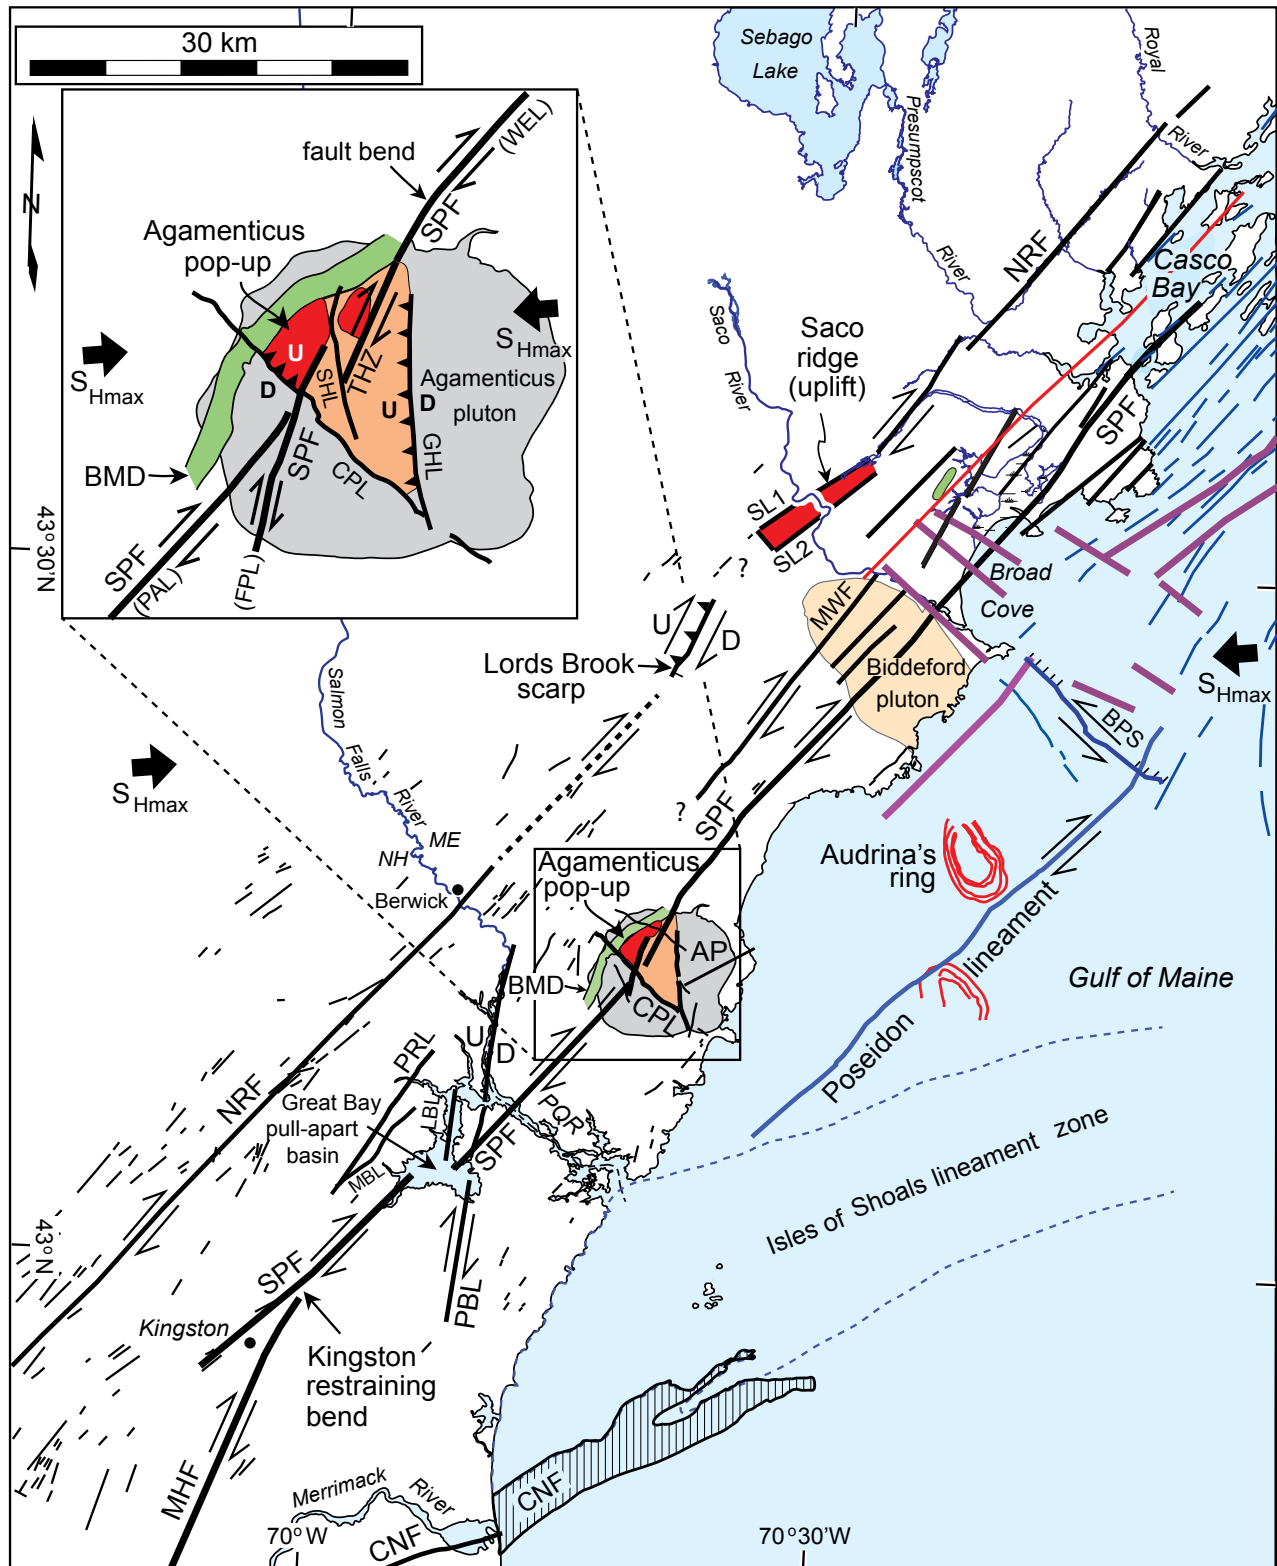 30 km
N
Sebago
Lake
Royal
River
Presumpscot
River
Casco
Bay
NRF
(WEL)
fault bend
SPF
Agamenticus
pop-up
U
D
SHL
THZ
U
D
GHL
Agamenticus
pluton
SHmax
SHmax
BMD
SPF
CPL
SPF
(PAL)
(FPL)
43°30'N
Saco
River
Saco
ridge
(uplift)
SPF
SL1
SL2
?
MWF
Broad
Cove
Biddeford
pluton
U
D
Lords Brook
scarp
SHmax
BPS
Salmon
Falls
River
SHmax
?
SPF
ME
NH
Berwick
Agamenticus
pop-up
Audrina's
ring
AP
BMD
CPL
Poseidon
lineament
Gulf of Maine
U
D
PRL
NRF
Great Bay
pull-apart
basin
LBL
MBL
SPF
PQR
Isles of Shoals lineament zone
43° N
SPF
PBL
Kingston
Kingston
restraining
bend
MHF
Merrimack
River
CNF
CNF
70° W
70° 30'W